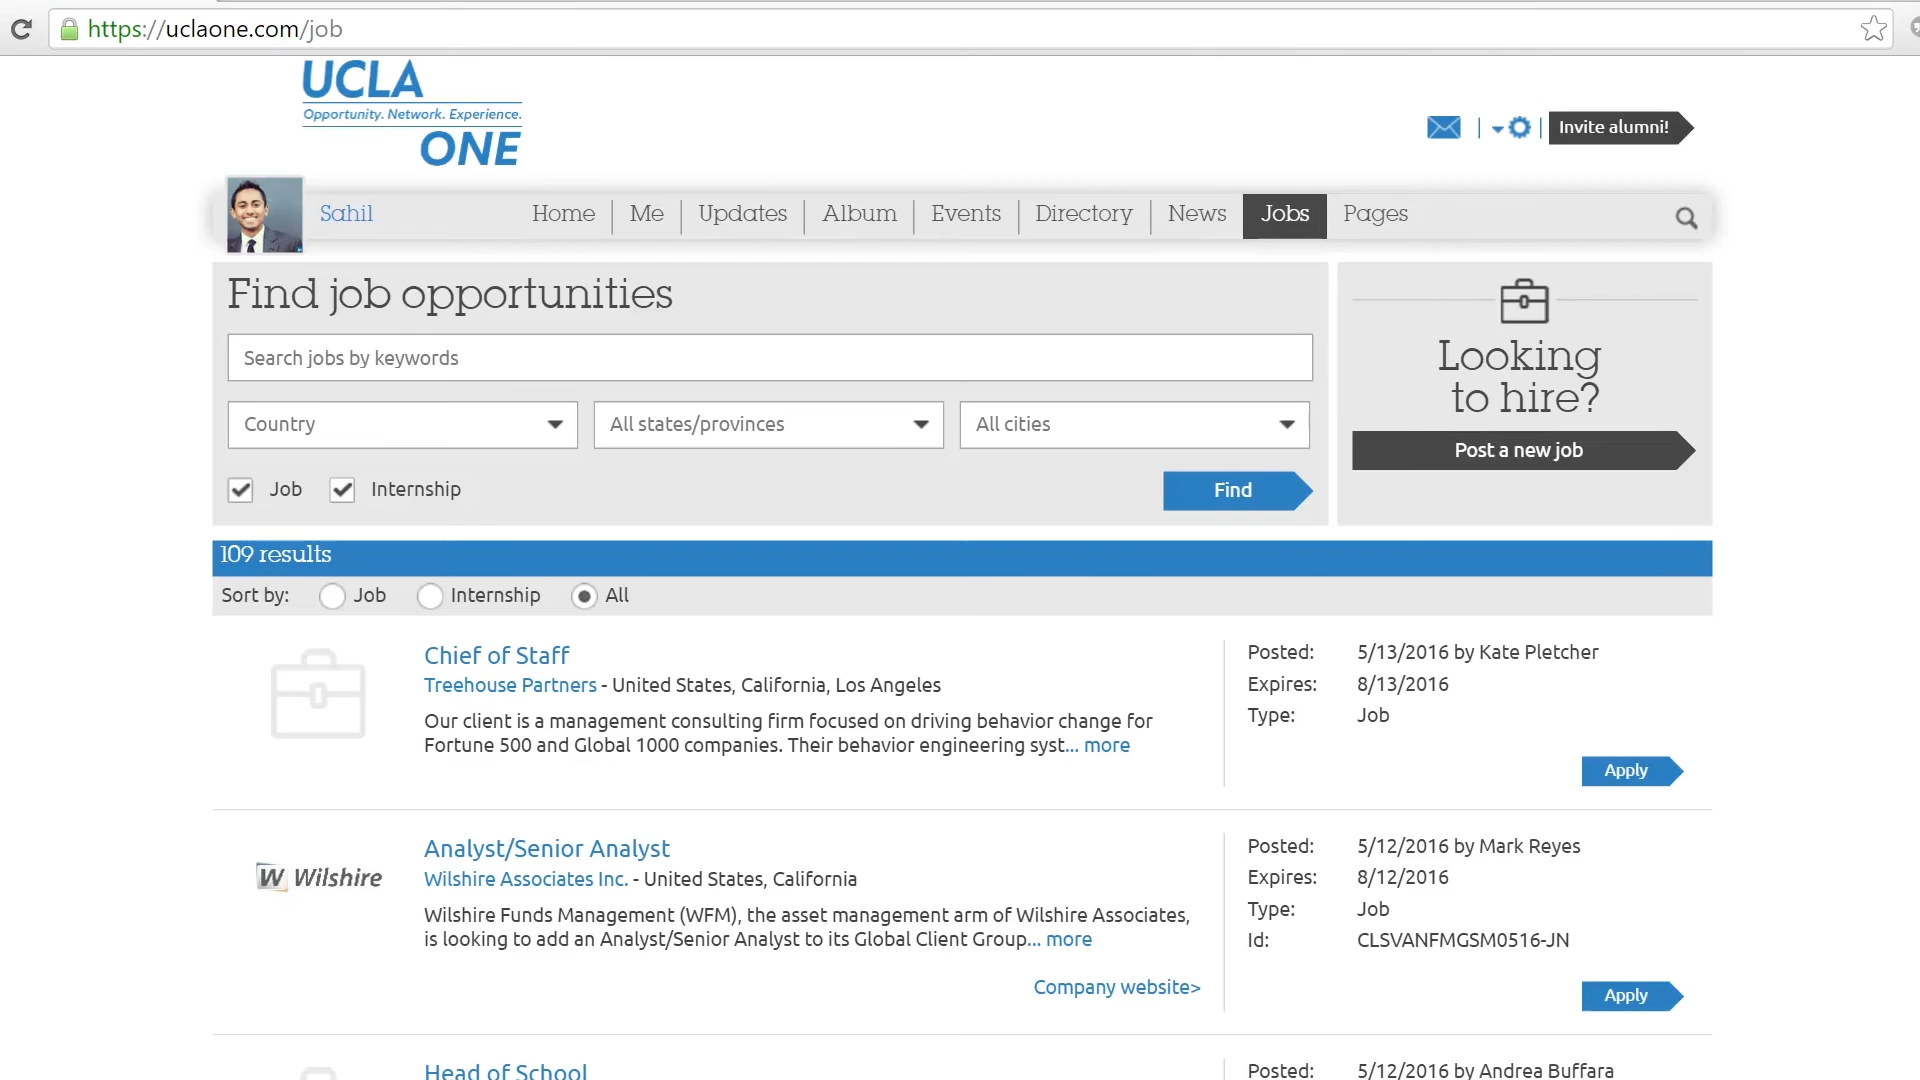 https://uclaone.com/job
UCLA
Opportunity. Network. Experience.
ONE
Invite alumni!
Sahil
Home
Me
Updates
Album
Events
Directory
News
Jobs
Pages
Find job opportunities
Search jobs by keywords
Country
All states/provinces
All cities
Job
Internship
Find
Looking
to hire?
Post a new job
109 results
Sort by:
Job
Internship
All
Chief of Staff
Treehouse Partners - United States, California, Los Angeles
Our client is a management consulting firm focused on driving behavior change for
Fortune 500 and Global 1000 companies. Their behavior engineering syst... more
Posted: 5/13/2016 by Kate Pletcher
Expires: 8/13/2016
Type: Job
Apply
W Wilshire
Analyst/Senior Analyst
Wilshire Associates Inc. - United States, California
Wilshire Funds Management (WFM), the asset management arm of Wilshire Associates,
is looking to add an Analyst/Senior Analyst to its Global Client Group... more
Company website>
Posted: 5/12/2016 by Mark Reyes
Expires: 8/12/2016
Type: Job
Id: CLSVANFMGSM0516-JN
Apply
Head of School
Posted: 5/12/2016 by Andrea Buffara